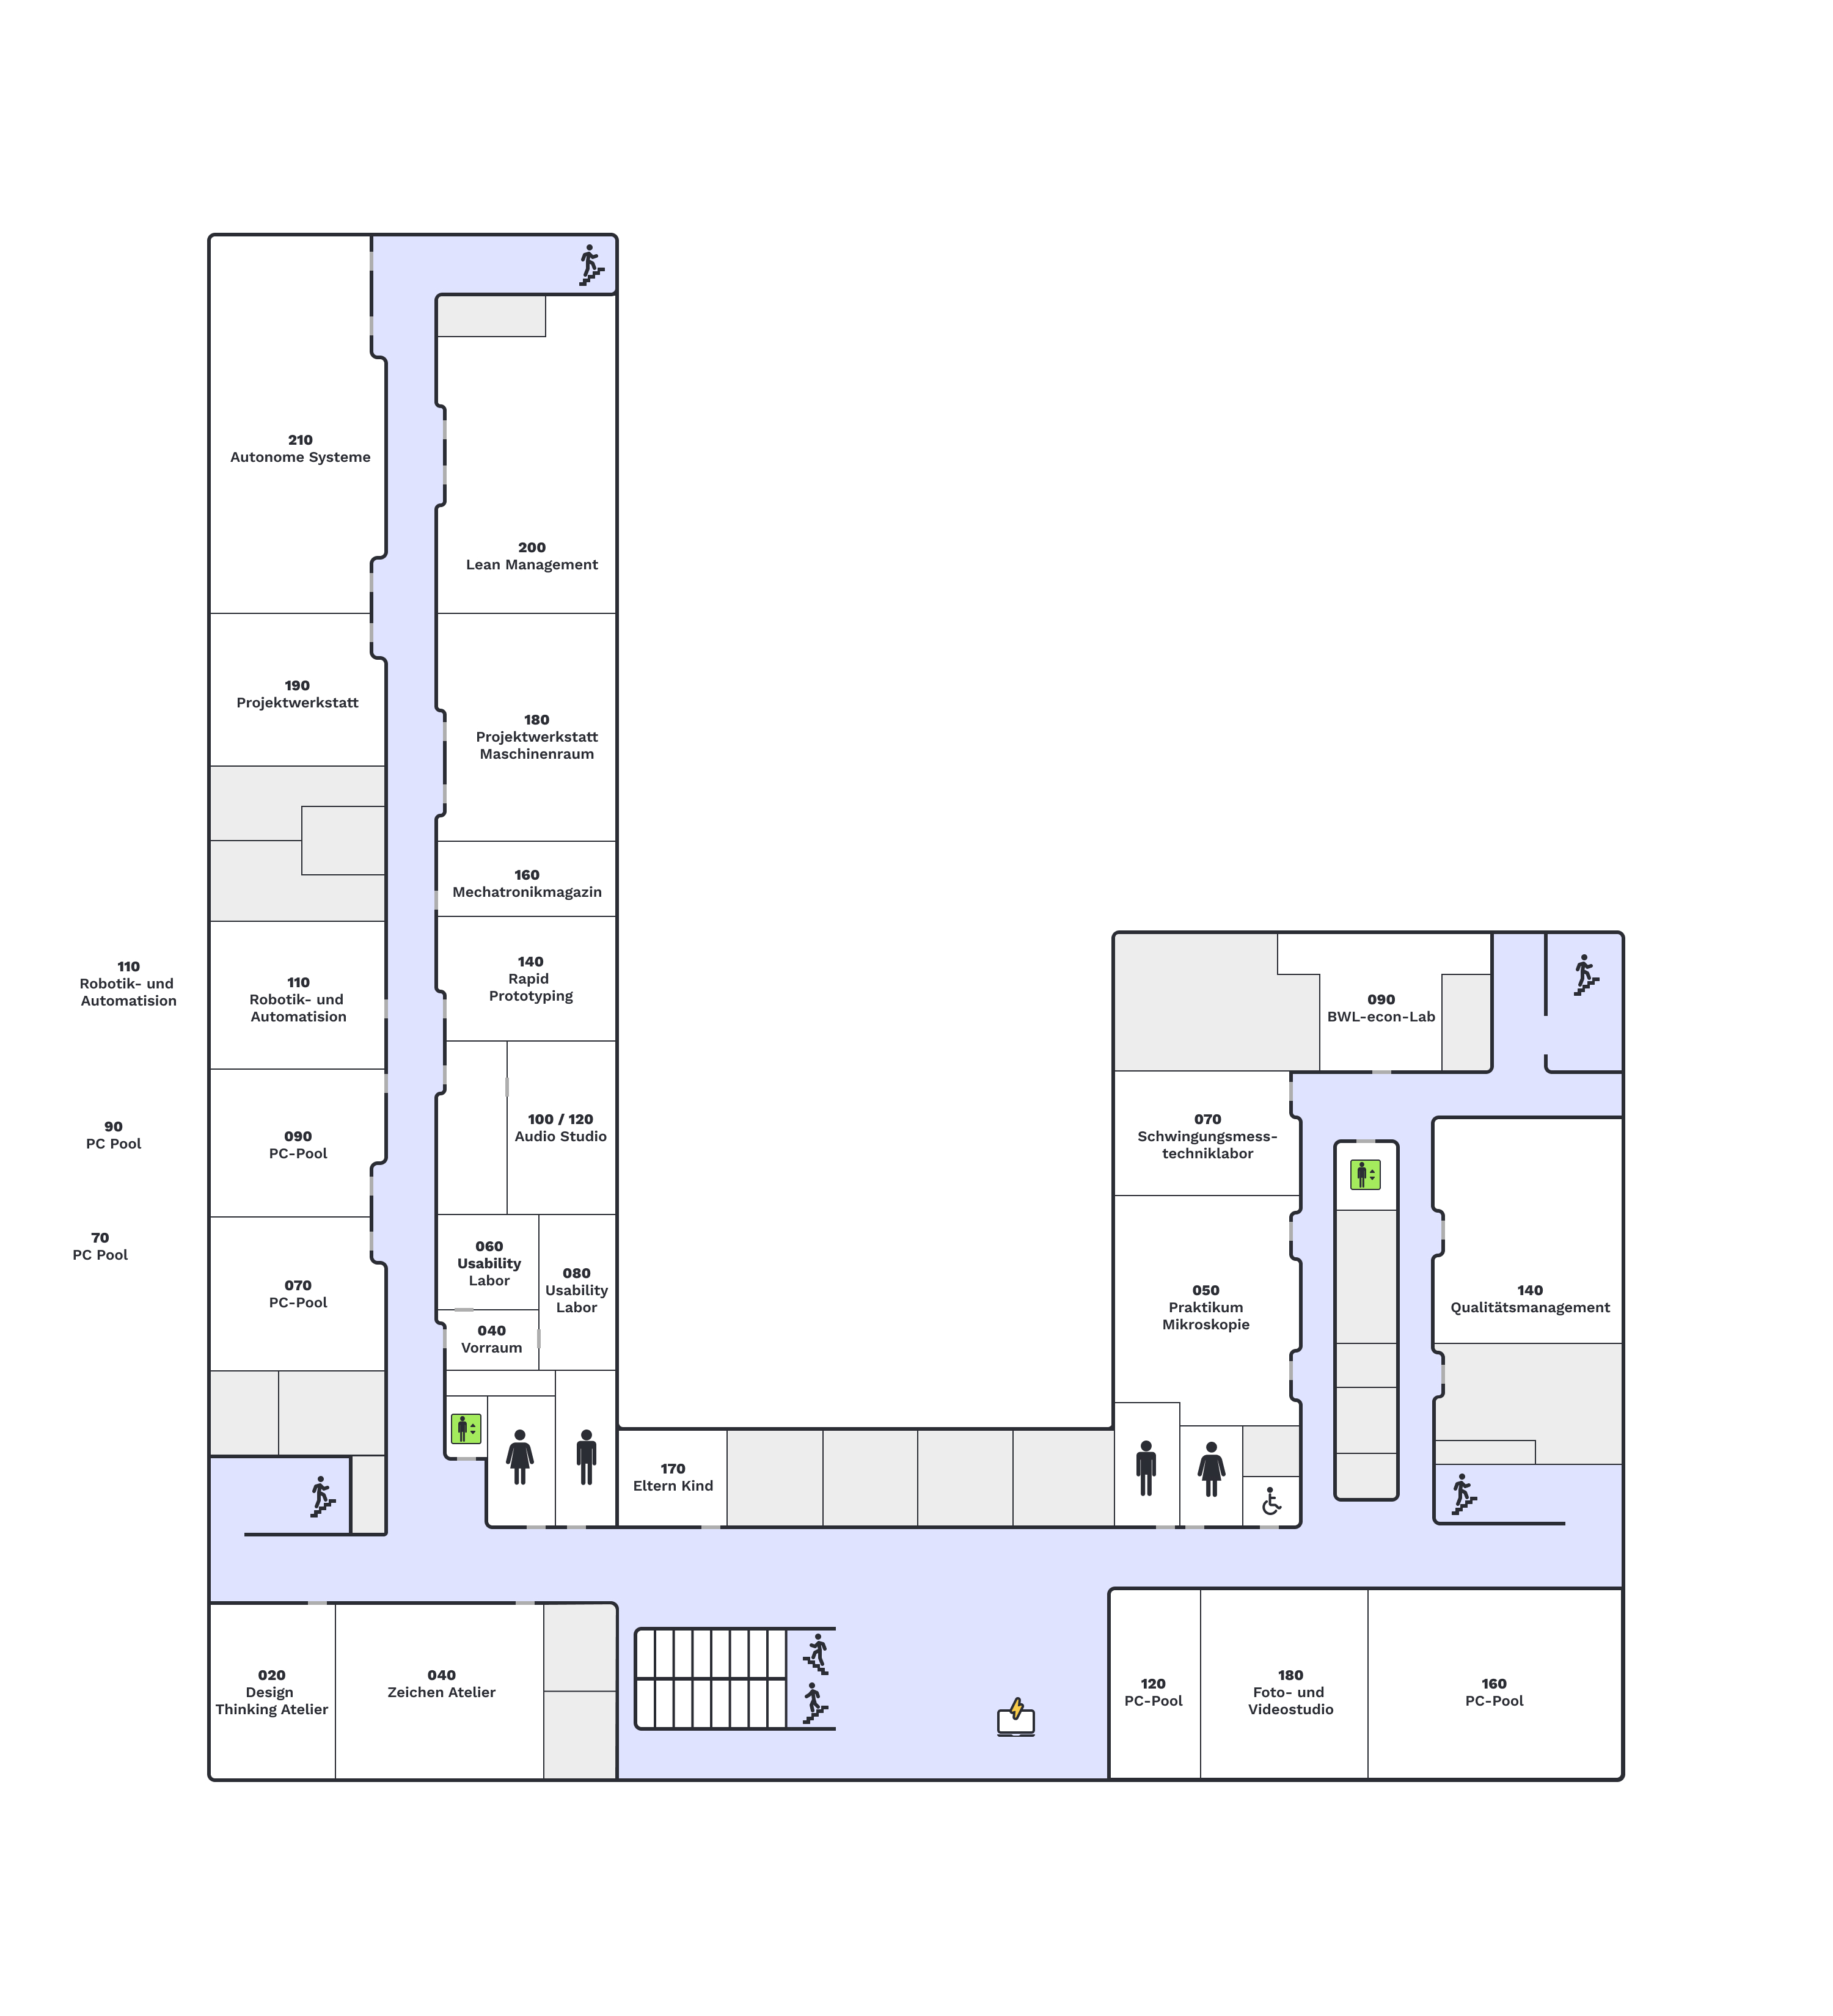 210
Autonome Systeme
200
Lean Management
190
Projektwerkstatt
180
Projektwerkstatt
Maschinenraum
160
Mechatronikmagazin
140
Rapid
Prototyping
110
Robotik- und
Automatision
110
Robotik- und
Automatision
090
BWL-econ-Lab
100 / 120
Audio Studio
070
Schwingungsmess-
techniklabor
90
PC Pool
090
PC-Pool
70
PC Pool
060
Usability
Labor
080
Usability
Labor
070
PC-Pool
040
Vorraum
050
Praktikum
Mikroskopie
140
Qualitätsmanagement
170
Eltern Kind
020
Design
Thinking Atelier
040
Zeichen Atelier
120
PC-Pool
180
Foto- und
Videostudio
160
PC-Pool